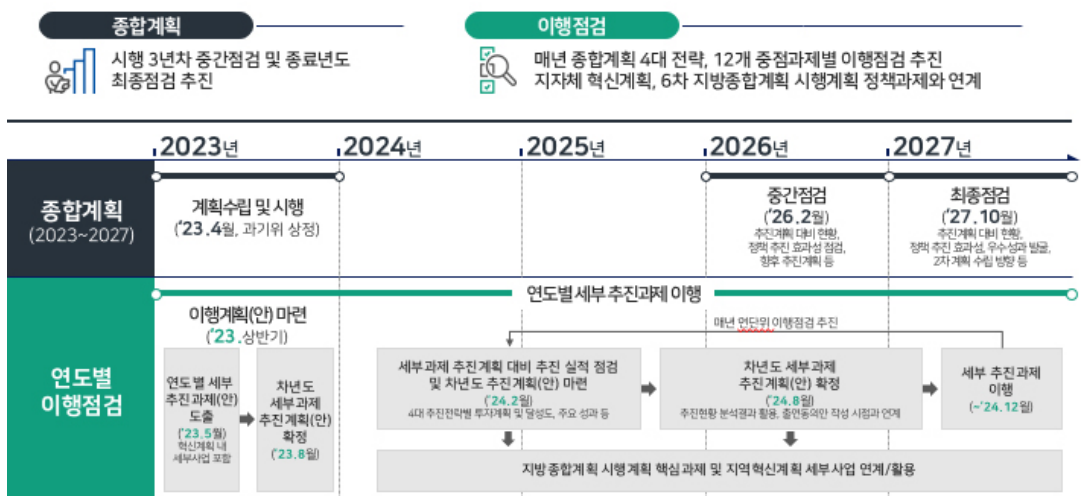 종합계획
시행 3년차 중간점검 및 종료년도
최종점검 추진
이행점검
매년 종합계획 4대 전략, 12개 중점과제별 이행점검 추진
지자체 혁신계획, 6차 지방종합계획 시행계획 정책과제와 연계
2023년
2024년
2025년
2026년
2027년
종합계획
(2023~2027)
계획수립 및 시행
('23.4월, 과기위 상정)
중간점검
('26.2월)
추진계획 대비 현황,
정책 추진 효과성 점검,
향후 추진계획 등
최종점검
('27.10월)
추진계획 대비 현황,
정책 추진 효과성, 우수성과 발굴,
2차 계획 수립 방향 등
연도별
이행점검
연도별 세부 추진과제 이행
이행계획(안) 마련
('23.상반기)
연도별 세부
추진과제(안)
도출
('23.5월)
혁신계획 내
세부사업 포함
차년도
세부과제
추진계획(안)
확정
('23.8월)
매년 연단위 이행점검 추진
세부과제 추진계획 대비 추진 실적 점검
및 차년도 추진계획(안) 마련
('24.2월)
4대 추진전략별 투자계획 및 달성도, 주요 성과 등
차년도 세부과제
추진계획(안) 확정
('24.8월)
추진현황 분석결과 활용, 출연동의안 작성 시점과 연계
세부 추진과제
이행
(~'24.12월)
지방종합계획 시행계획 핵심과제 및 지역혁신계획 세부사업 연계/활용